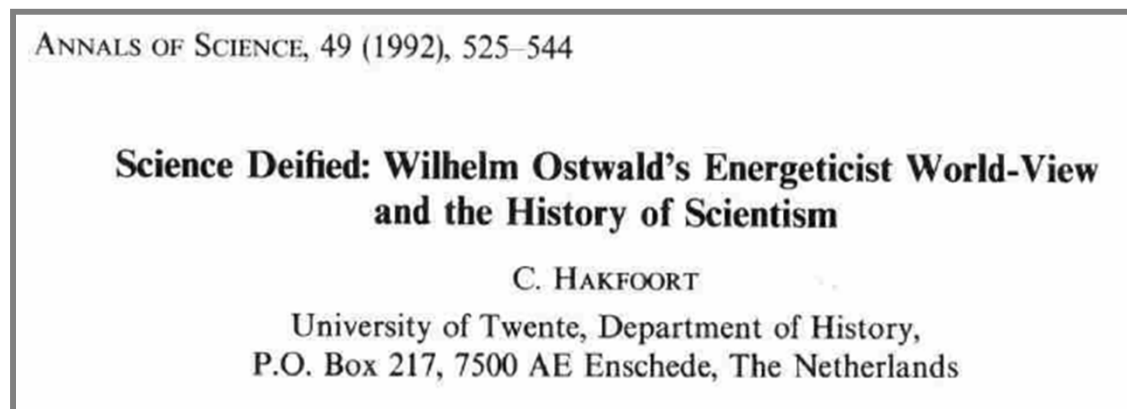 ANNALS OF SCIENCE, 49 (1992), 525–544
Science Deified: Wilhelm Ostwald's Energeticist World-View
and the History of Scientism
C. HAKFOORT
University of Twente, Department of History,
P.O. Box 217, 7500 AE Enschede, The Netherlands